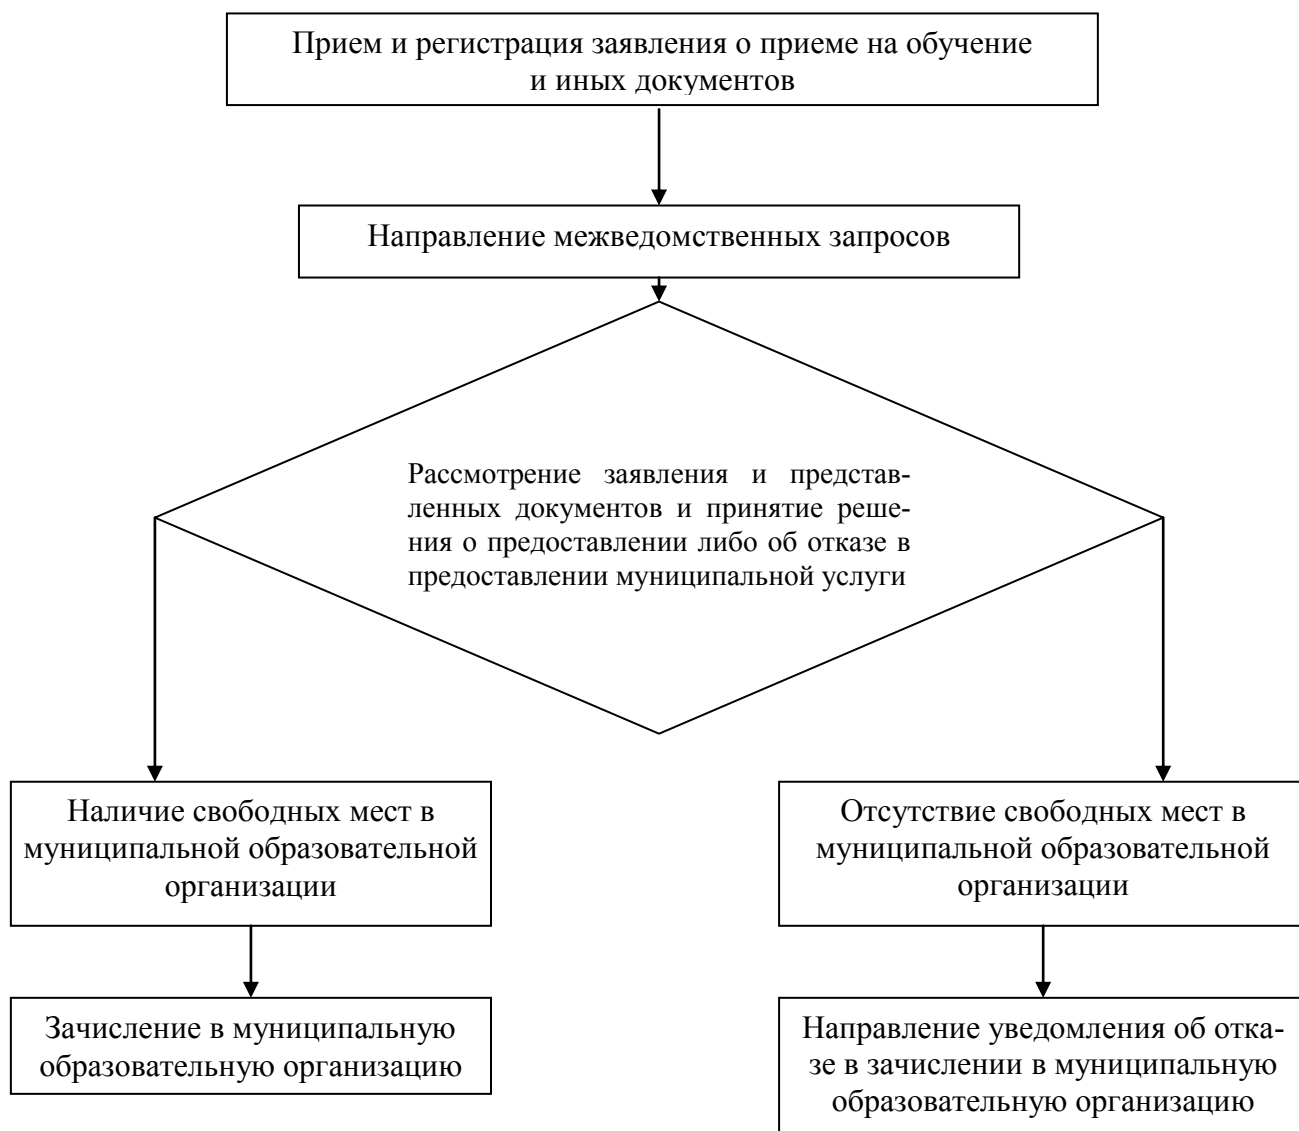 Прием и регистрация заявления о приеме на обучение
и иных документов
Направление межведомственных запросов
Рассмотрение заявления и представ-
ленных документов и принятие реше-
ния о предоставлении либо об отказе в
предоставлении муниципальной услуги
Наличие свободных мест в
муниципальной образовательной
организации
Отсутствие свободных мест в
муниципальной образовательной
организации
Зачисление в муниципальную
образовательную организацию
Направление уведомления об отка-
зе в зачислении в муниципальную
образовательную организацию